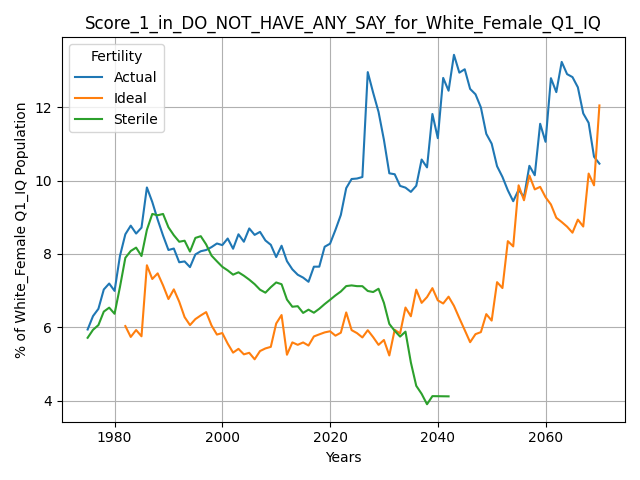 Score_1_in_DO_NOT_HAVE_ANY_SAY_for_White_Female_Q1_IQ
Fertility
Actual
Ideal
Sterile
% of White_Female Q1_IQ Population
12
10
8
6
4
1980
2000
2020
2040
2060
Years